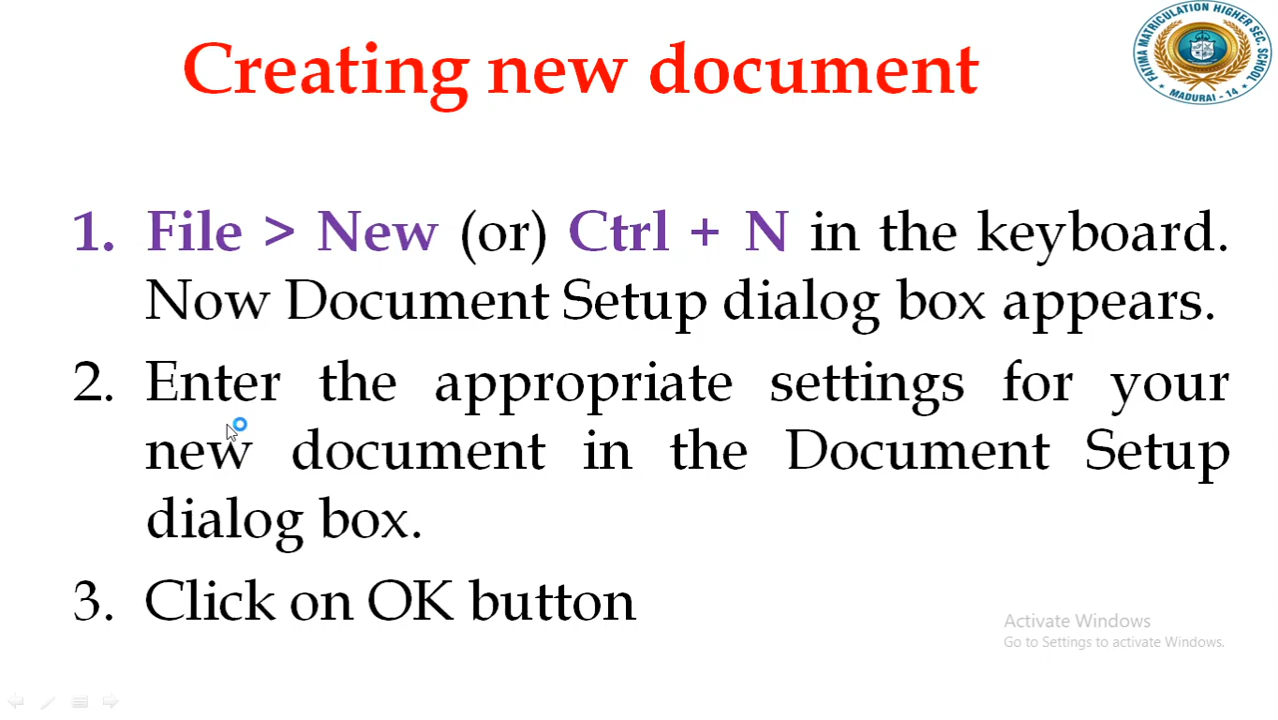 Creating new document
FATIMA MATRICULATION HIGHER SEC. SCHOOL
MADURAI - 14
1. File > New (or) Ctrl + N in the keyboard.
Now Document Setup dialog box appears.
2. Enter the appropriate settings for your
new document in the Document Setup
dialog box.
3. Click on OK button
Activate Windows
Go to Settings to activate Windows.